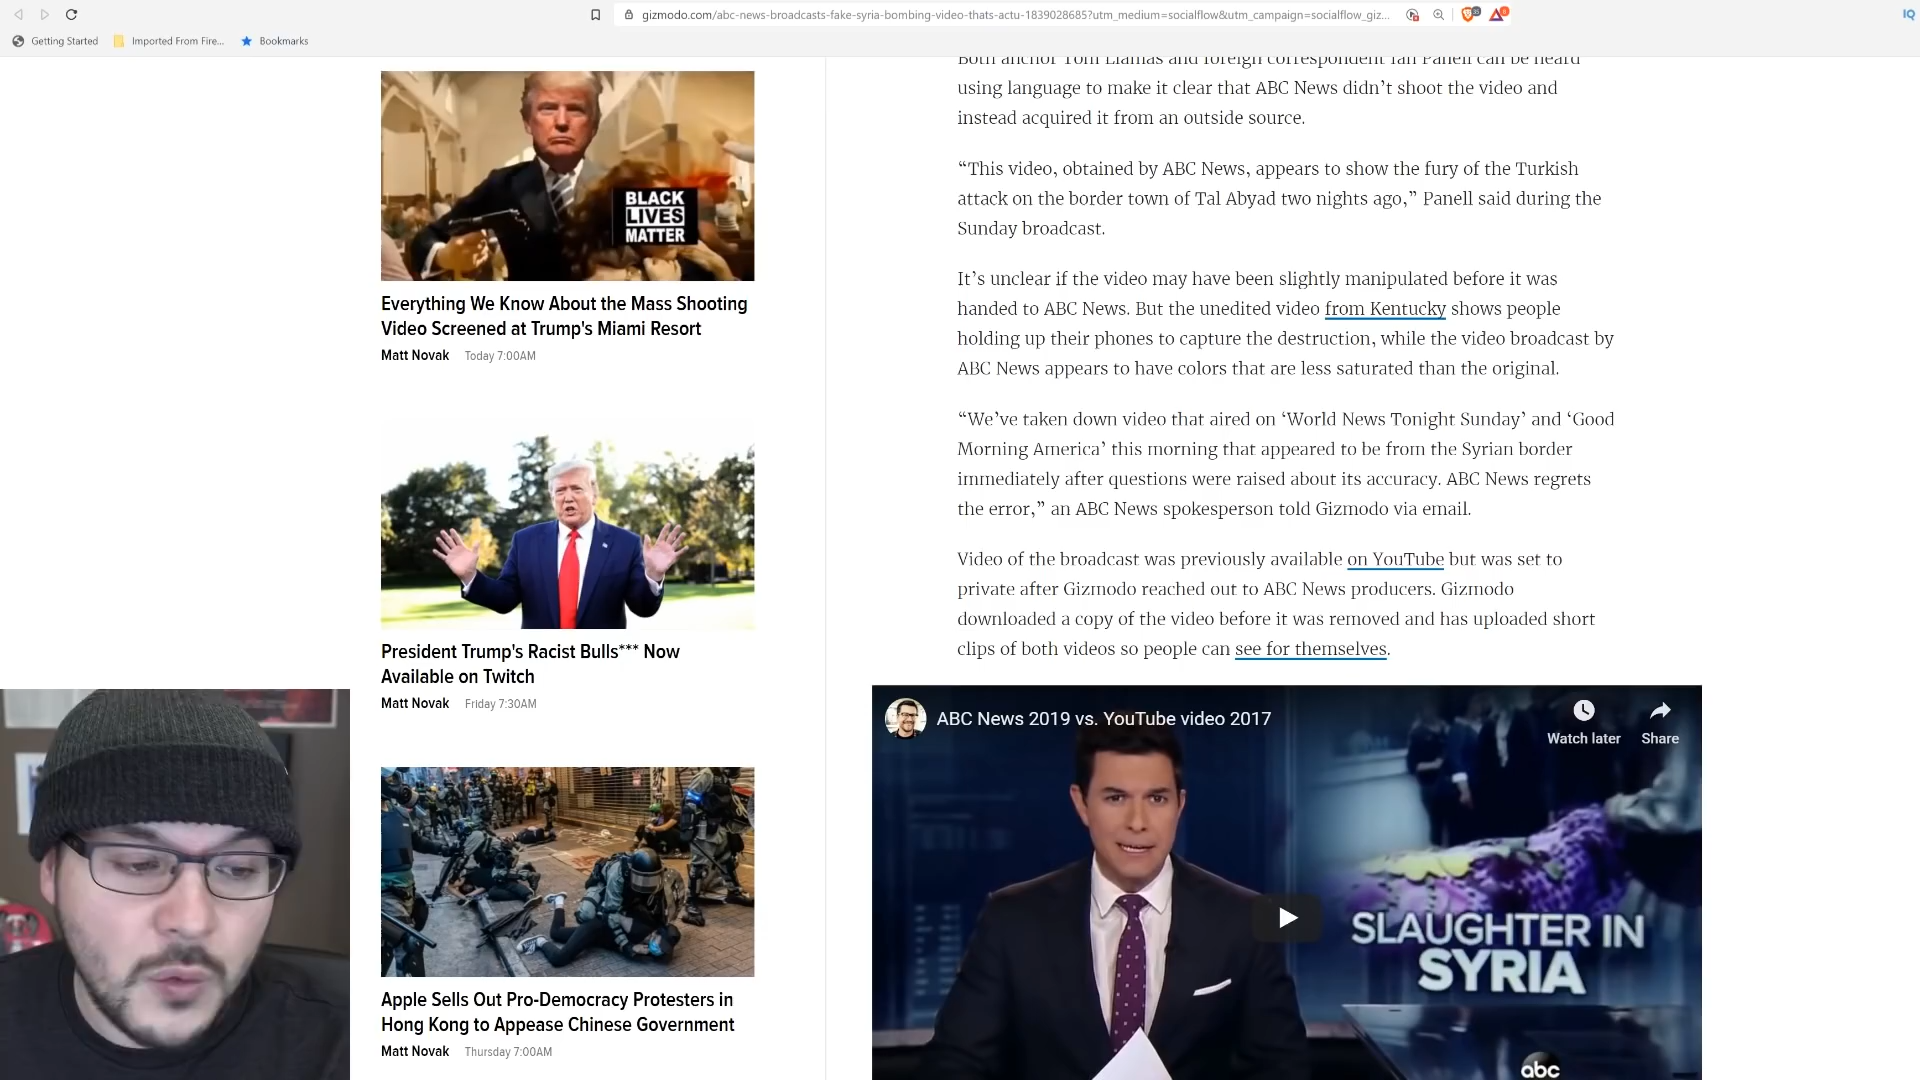 gizmodo.com/abc-news-broadcasts-fake-syria-bombing-video-thats-actu-1839028685?utm_medium=socialflow&utm_campaign=socialflow_giz...
IQ
Getting Started
Imported From Fire...
Bookmarks
BLACK
LIVES
MATTER
Everything We Know About the Mass Shooting
Video Screened at Trump's Miami Resort
Matt Novak Today 7:00AM
President Trump's Racist Bulls*** Now
Available on Twitch
Matt Novak Friday 7:30AM
Apple Sells Out Pro-Democracy Protesters in
Hong Kong to Appease Chinese Government
Matt Novak Thursday 7:00AM
Both anchor Tom Llamas and foreign correspondent Ian Panell can be heard
using language to make it clear that ABC News didn’t shoot the video and
instead acquired it from an outside source.
“This video, obtained by ABC News, appears to show the fury of the Turkish
attack on the border town of Tal Abyad two nights ago,” Panell said during the
Sunday broadcast.
It’s unclear if the video may have been slightly manipulated before it was
handed to ABC News. But the unedited video from Kentucky shows people
holding up their phones to capture the destruction, while the video broadcast by
ABC News appears to have colors that are less saturated than the original.
“We’ve taken down video that aired on ‘World News Tonight Sunday’ and ‘Good
Morning America’ this morning that appeared to be from the Syrian border
immediately after questions were raised about its accuracy. ABC News regrets
the error,” an ABC News spokesperson told Gizmodo via email.
Video of the broadcast was previously available on YouTube but was set to
private after Gizmodo reached out to ABC News producers. Gizmodo
downloaded a copy of the video before it was removed and has uploaded short
clips of both videos so people can see for themselves.
ABC News 2019 vs. YouTube video 2017
Watch later
Share
SLAUGHTER IN
SYRIA
abc